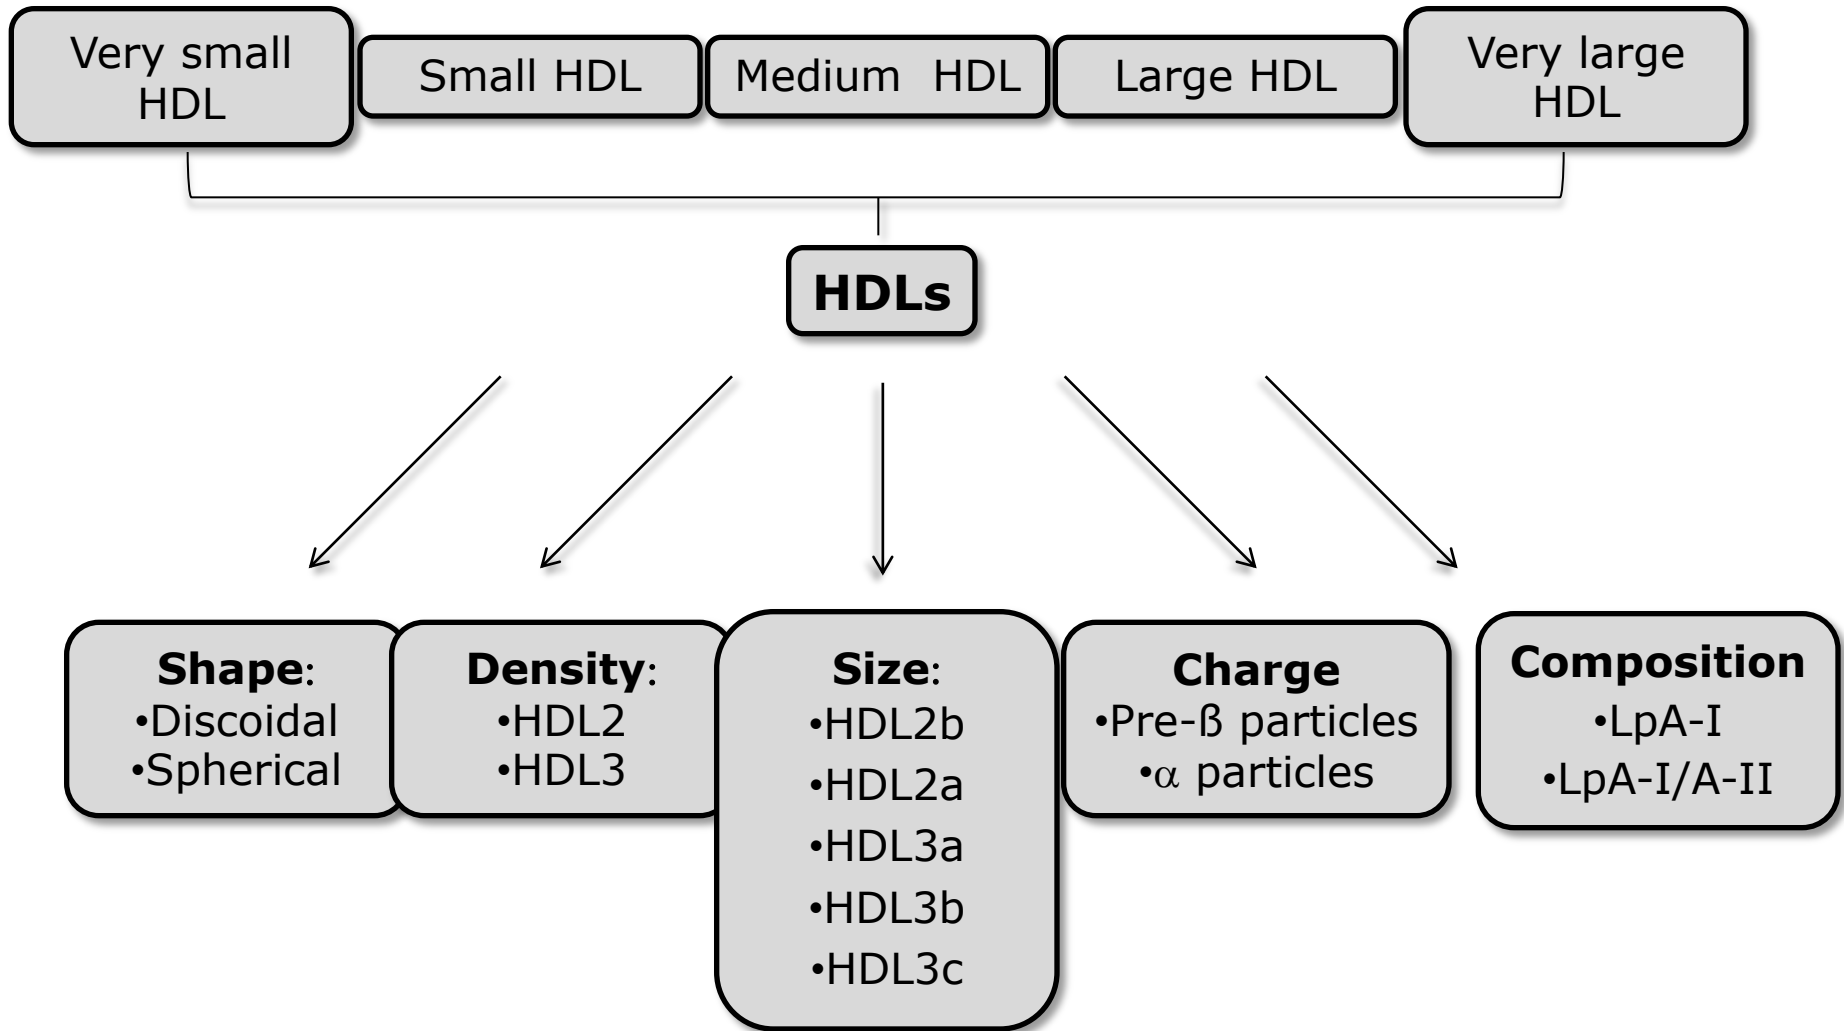 Very small
HDL
Small HDL
Medium  HDL
Large HDL
Very large
HDL
HDLs
Shape:
•Discoidal
•Spherical
Density:
•HDL2
•HDL3
Size:
•HDL2b
•HDL2a
•HDL3a
•HDL3b
•HDL3c
Charge
•Pre-ß particles
•α particles
Composition
•LpA-I
•LpA-I/A-II